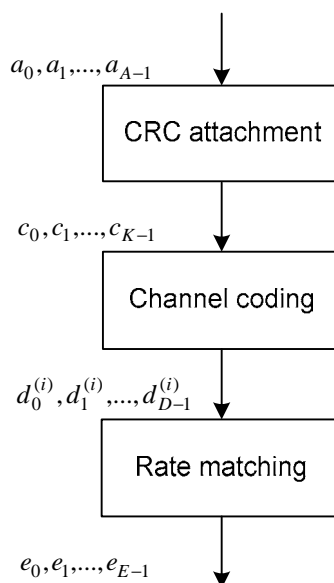 a_0, a_1,..., a_{A-1}
CRC attachment
c_0, c_1,..., c_{K-1}
Channel coding
d_0^{(i)}, d_1^{(i)},..., d_{D-1}^{(i)}
Rate matching
e_0, e_1,..., e_{E-1}